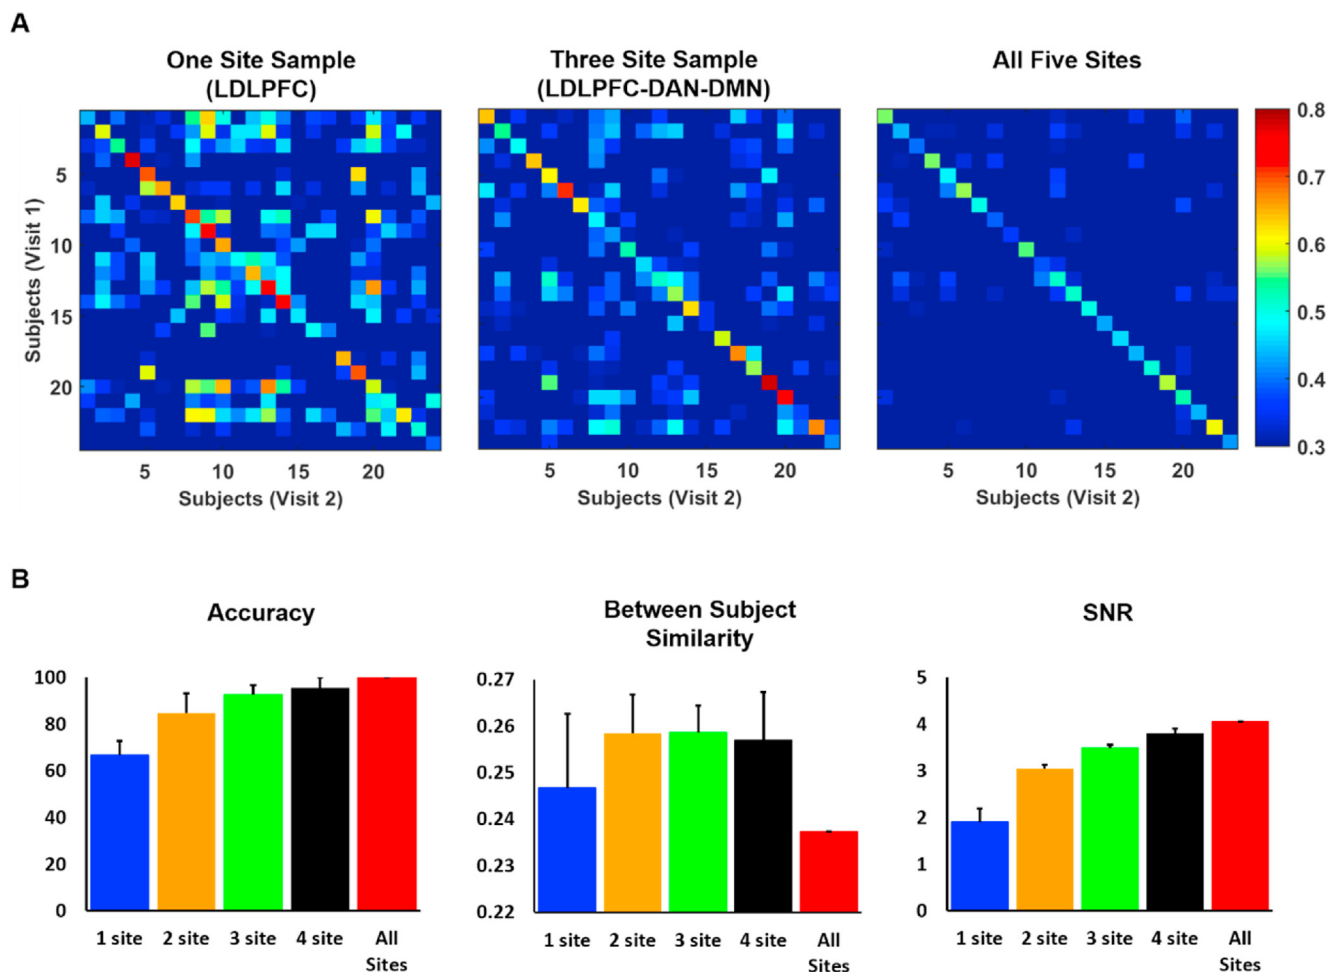 A
One Site Sample
(LDLPFC)
Three Site Sample
(LDLPFC-DAN-DMN)
All Five Sites
Subjects (Visit 1)
5
10
15
20
5 10 15 20
Subjects (Visit 2)
5 10 15 20
Subjects (Visit 2)
5 10 15 20
Subjects (Visit 2)
0.8
0.7
0.6
0.5
0.4
0.3
B
Accuracy
100
80
60
40
20
0
1 site 2 site 3 site 4 site All
Sites
Between Subject
Similarity
0.27
0.26
0.25
0.24
0.23
0.22
1 site 2 site 3 site 4 site All
Sites
SNR
5
4
3
2
1
0
1 site 2 site 3 site 4 site All
Sites